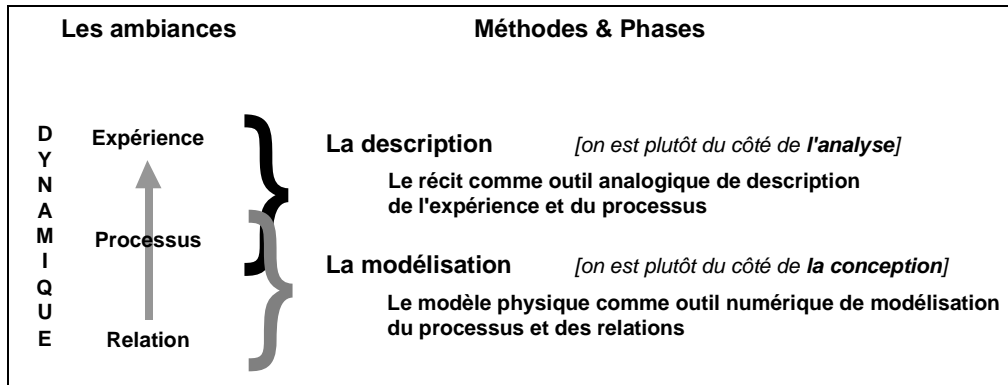 Les ambiances
Méthodes & Phases
DYNAMIQUE
Expérience
Processus
Relation
La description [on est plutôt du côté de l'analyse]
Le récit comme outil analogique de description
de l'expérience et du processus
La modélisation [on est plutôt du côté de la conception]
Le modèle physique comme outil numérique de modélisation
du processus et des relations